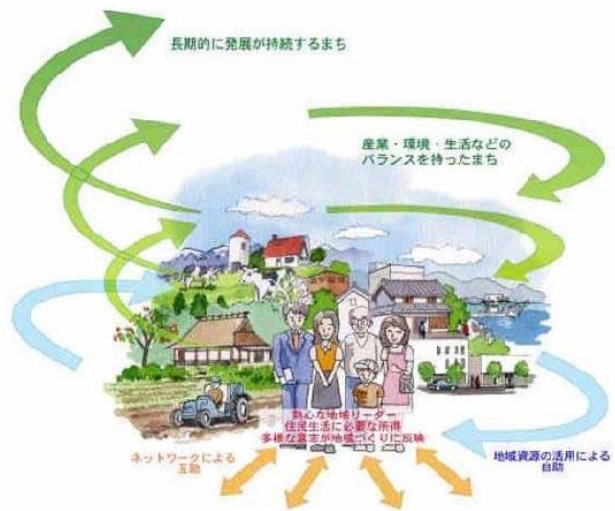 長期的に発展が持続するまち
産業・環境・生活などの
バランスを持ったまち
熱心な地域リーダー
住民生活に必要な所得
多様な意志が地域づくりに反映
ネットワークによる
互助
地域資源の活用による
自助